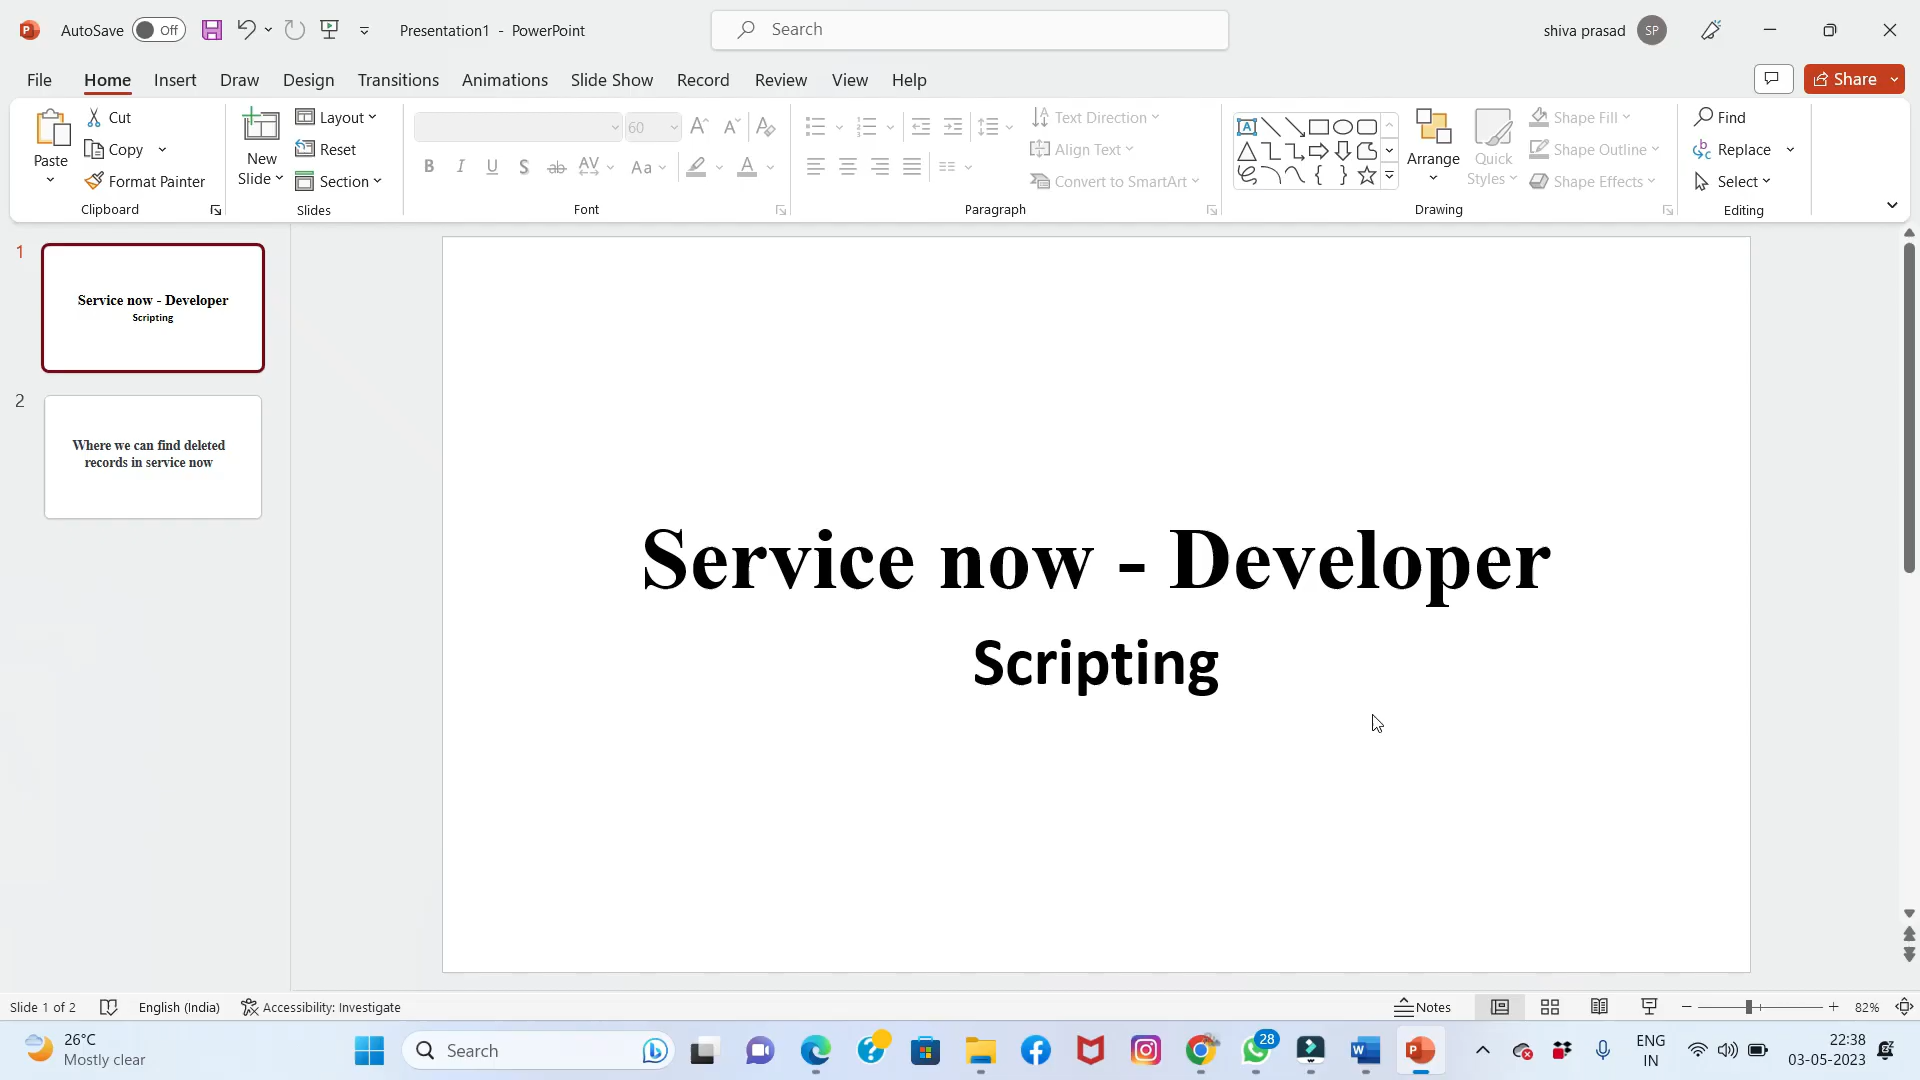 AutoSave Off Presentation1 - PowerPoint Search shiva prasad SP
File Home Insert Draw Design Transitions Animations Slide Show Record Review View Help Share
Paste
Cut
Copy
Format Painter
Clipboard
New
Slide
Layout
Reset
Section
Slides
60
B I U S ab AV Aa A
Font
Text Direction
Align Text
Convert to SmartArt
Paragraph
Arrange
Quick
Styles
Shape Fill
Shape Outline
Shape Effects
Drawing
Find
Replace
Select
Editing
1
Service now - Developer
Scripting
2
Where we can find deleted
records in service now
Service now - Developer
Scripting
Slide 1 of 2 English (India) Accessibility: Investigate Notes 82%
26°C
Mostly clear
Search
28
ENG
IN
22:38
03-05-2023